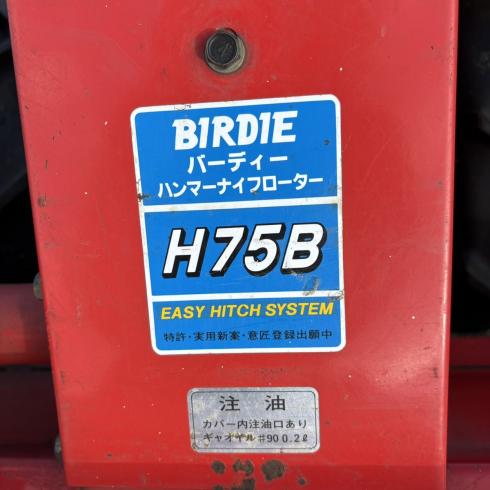 BIRDIE
バーディー
ハンマーナイフローター
H75B
EASY HITCH SYSTEM
特許・実用新案・意匠登録出願中
注 油
カバー内注油口あり
ギャオイル #90 0.2ℓ